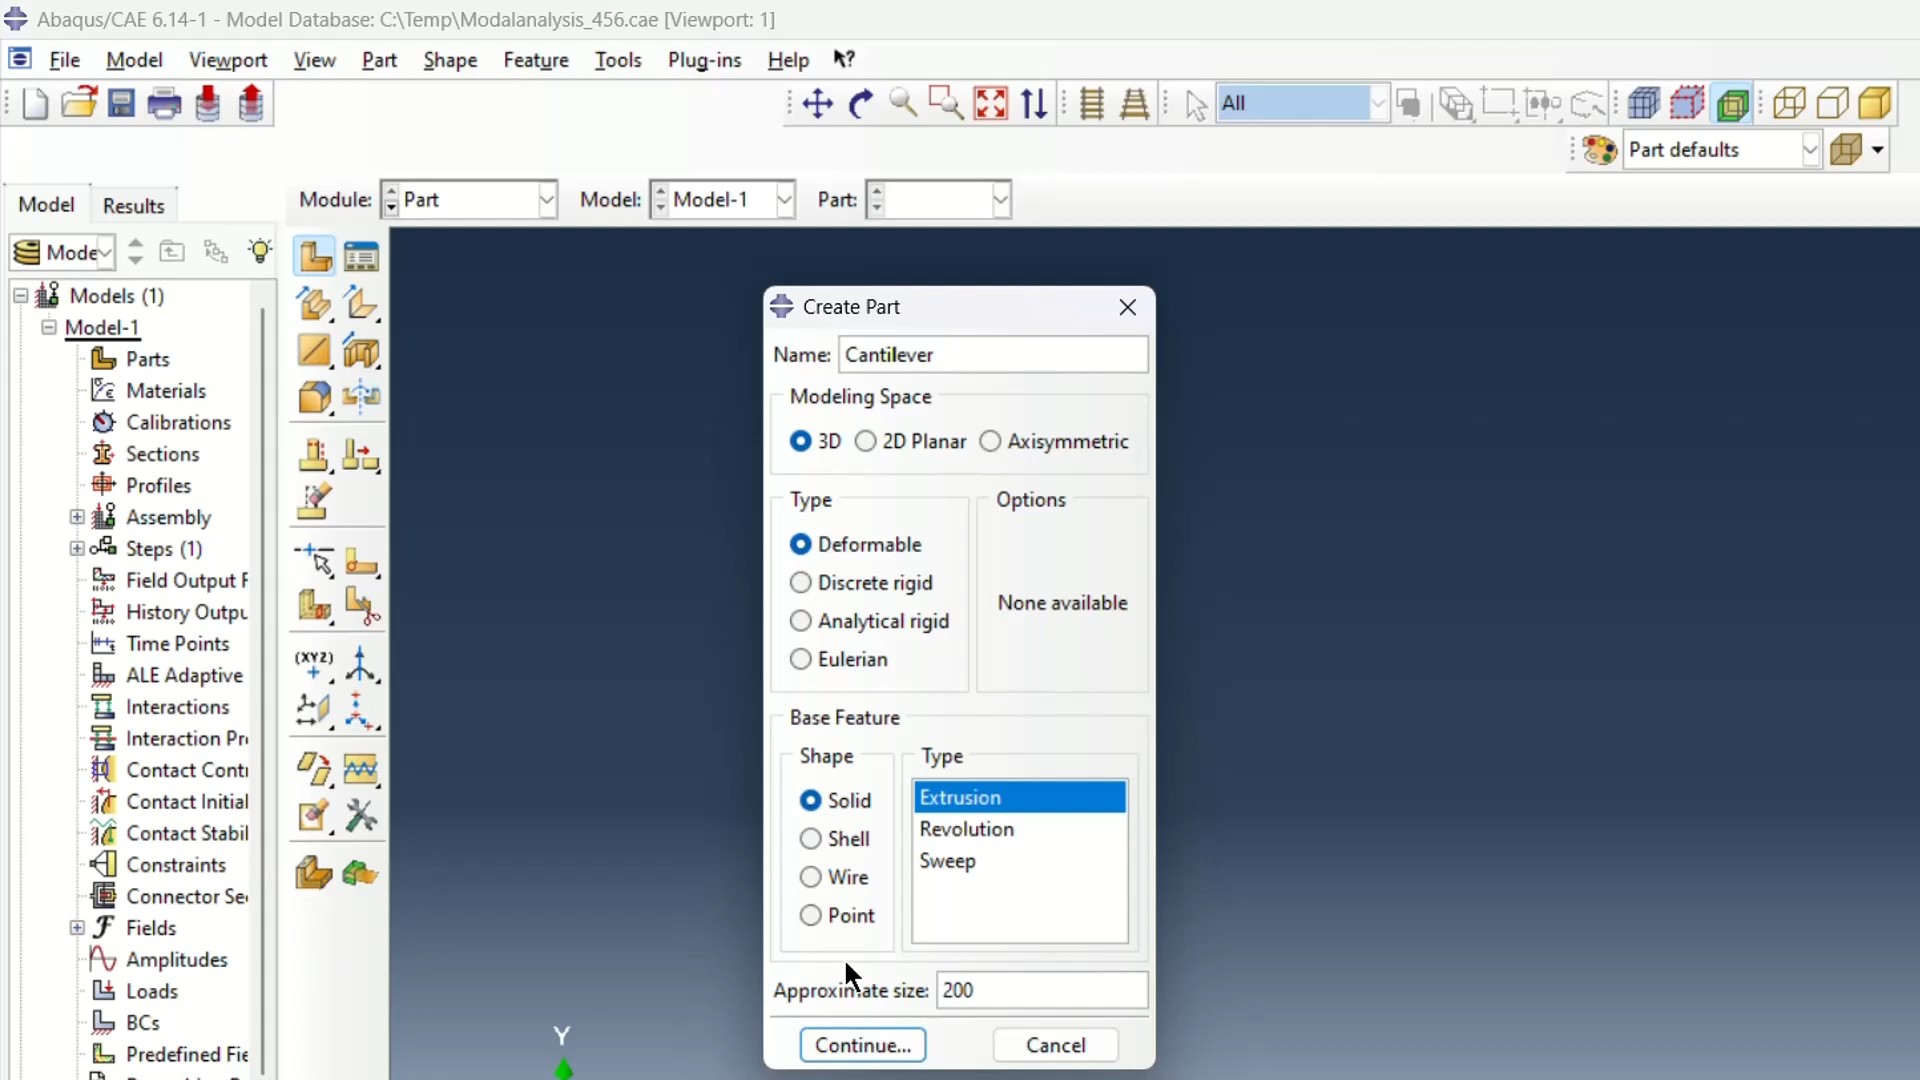 Abaqus/CAE 6.14-1 - Model Database: C:\Temp\Modalanalysis_456.cae [Viewport: 1]
File Model Viewport View Part Shape Feature Tools Plug-ins Help
All
Part defaults
Model Results
Module: Part Model: Model-1 Part:
Mode
Models (1)
Model-1
Parts
Materials
Calibrations
Sections
Profiles
Assembly
Steps (1)
Field Output F
History Outpu
Time Points
ALE Adaptive
Interactions
Interaction Pr
Contact Contr
Contact Initial
Contact Stabil
Constraints
Connector Se
Fields
Amplitudes
Loads
BCs
Predefined Fie
(XYZ)
Create Part
Name: Cantilever
Modeling Space
3D 2D Planar Axisymmetric
Type
Deformable
Discrete rigid
Analytical rigid
Eulerian
Options
None available
Base Feature
Shape
Solid
Shell
Wire
Point
Type
Extrusion
Revolution
Sweep
Approximate size: 200
Continue... Cancel
Y